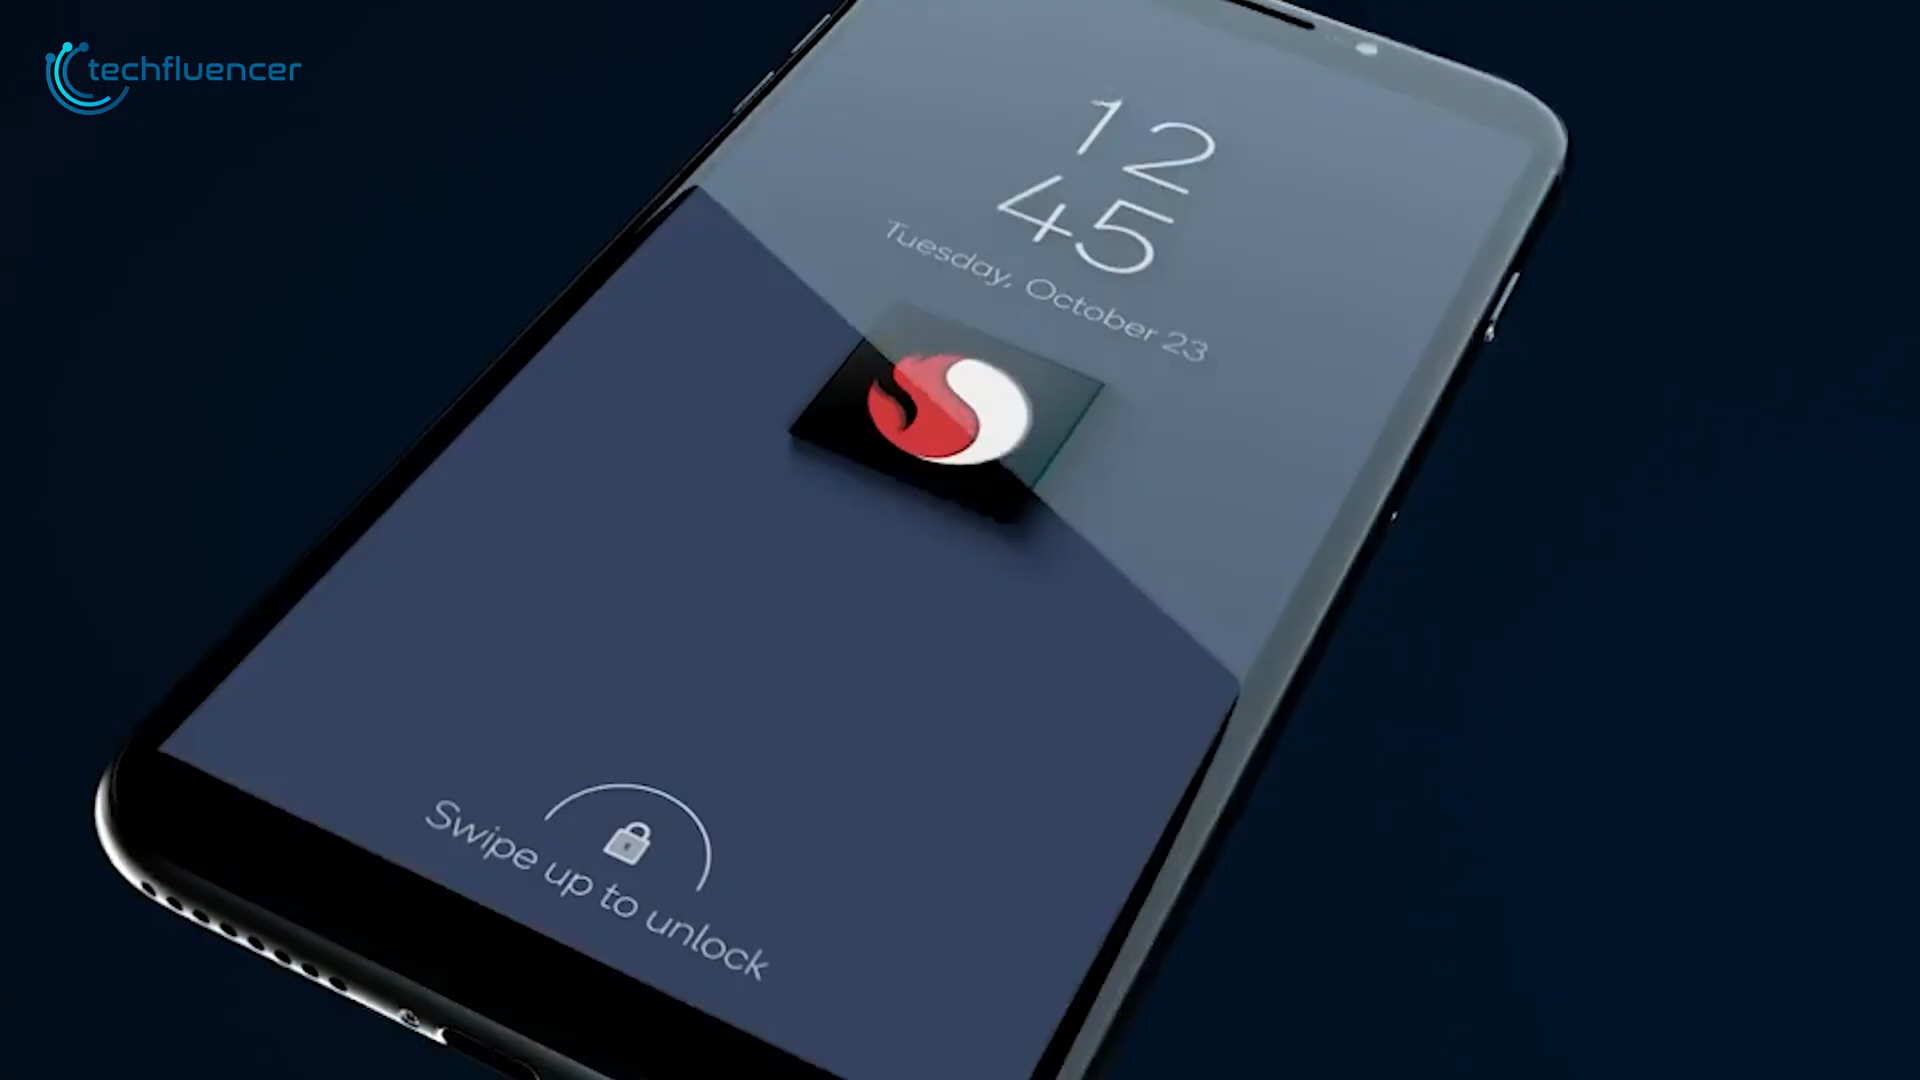 techfluencer
12
45
Tuesday, October 23
Swipe up to unlock